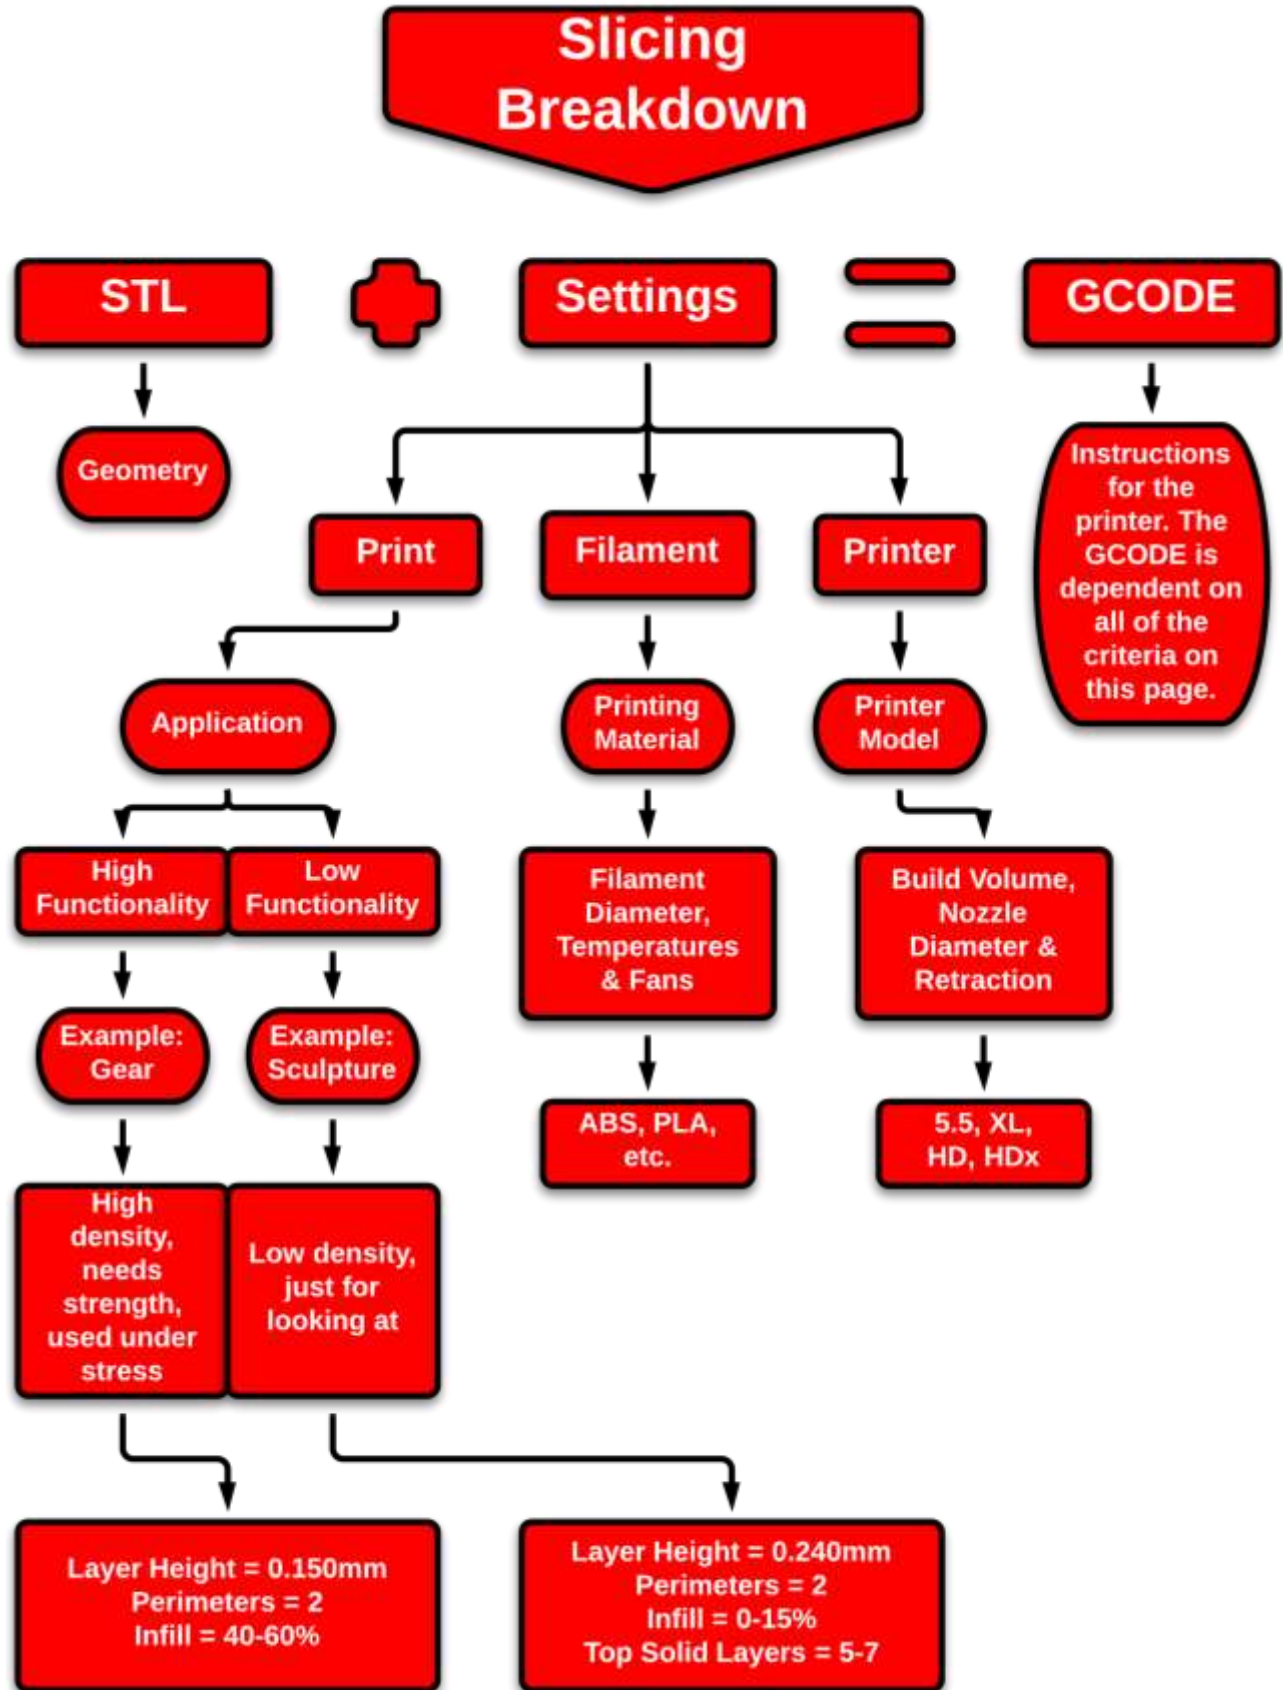 Slicing
Breakdown
STL
Settings
GCODE
Geometry
Instructions
for the
printer. The
GCODE is
dependent on
all of the
criteria on
this page.
Print
Filament
Printer
Application
Printing
Material
Printer
Model
High
Functionality
Low
Functionality
Filament
Diameter,
Temperatures
& Fans
Build Volume,
Nozzle
Diameter &
Retraction
Example:
Gear
Example:
Sculpture
ABS, PLA,
etc.
5.5, XL,
HD, HDx
High
density,
needs
strength,
used under
stress
Low density,
just for
looking at
Layer Height = 0.150mm
Perimeters = 2
Infill = 40-60%
Layer Height = 0.240mm
Perimeters = 2
Infill = 0-15%
Top Solid Layers = 5-7